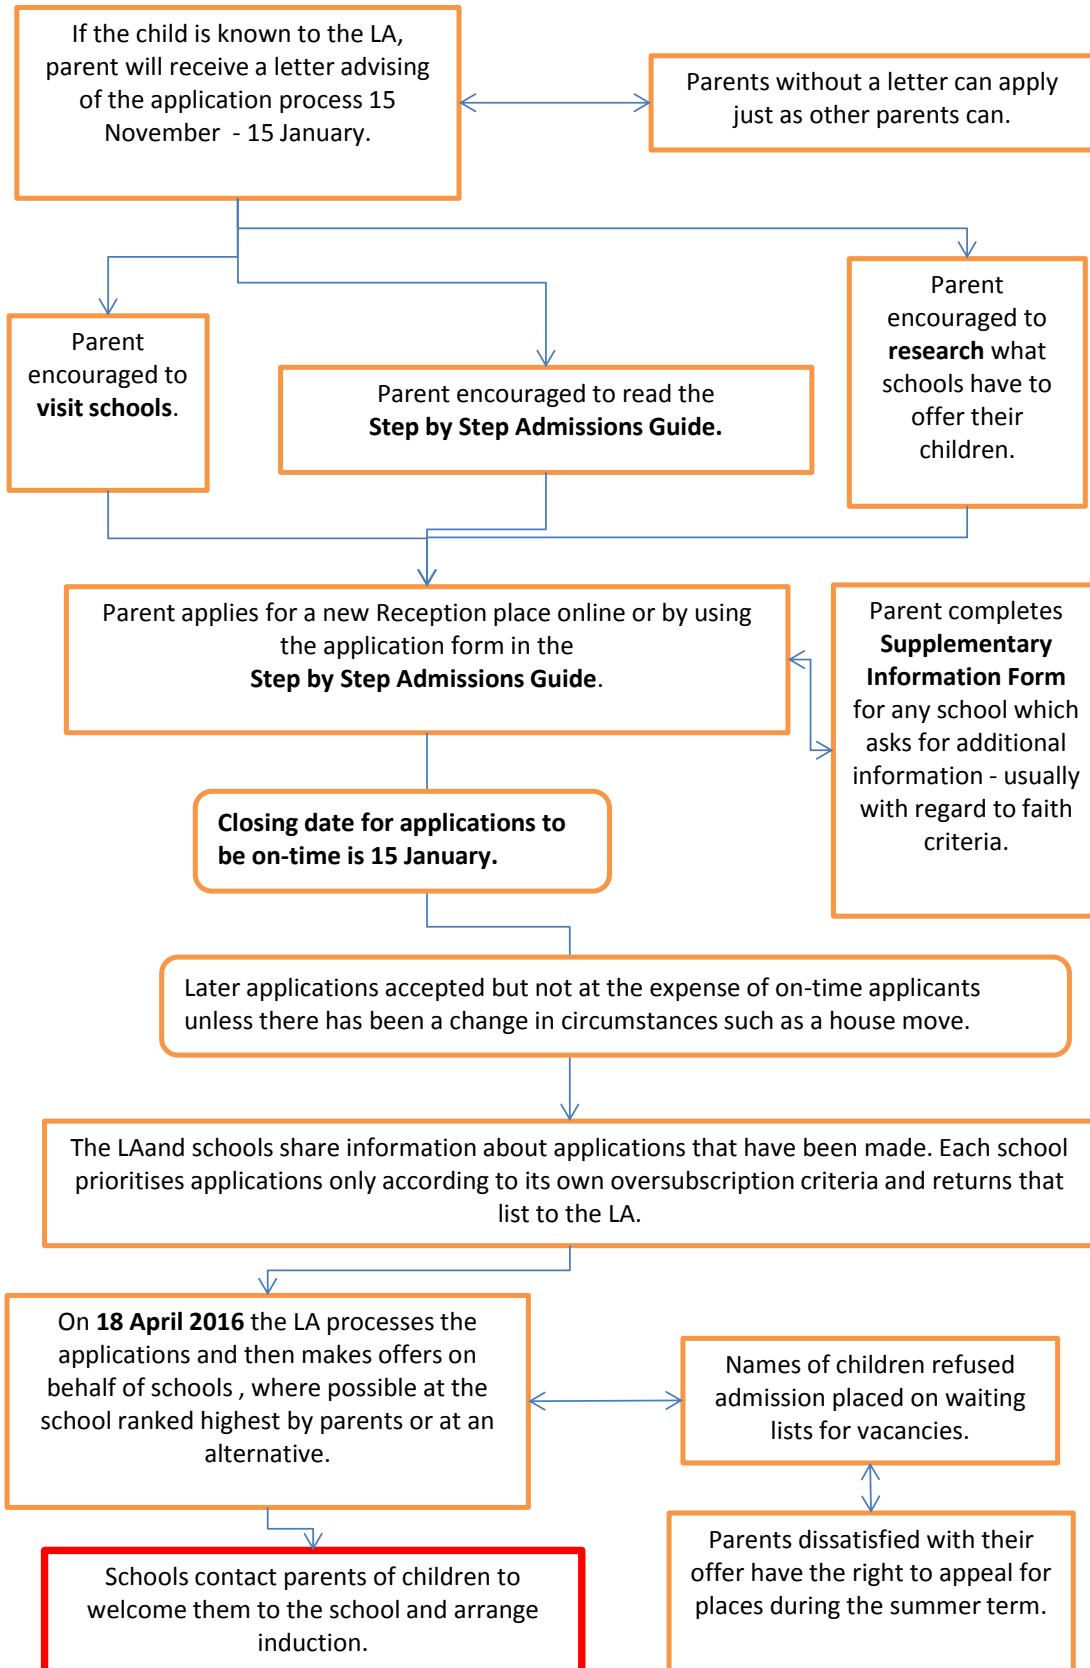 If the child is known to the LA,
parent will receive a letter advising
of the application process 15
November  - 15 January.
Parents without a letter can apply
just as other parents can.
Parent
encouraged to
visit schools.
Parent encouraged to read the
Step by Step Admissions Guide.
Parent
encouraged to
research what
schools have to
offer their
children.
Parent applies for a new Reception place online or by using
the application form in the
Step by Step Admissions Guide.
Parent completes
Supplementary
Information Form
for any school which
asks for additional
information - usually
with regard to faith
criteria.
Closing date for applications to
be on-time is 15 January.
Later applications accepted but not at the expense of on-time applicants
unless there has been a change in circumstances such as a house move.
The LAand schools share information about applications that have been made. Each school
prioritises applications only according to its own oversubscription criteria and returns that
list to the LA.
On 18 April 2016 the LA processes the
applications and then makes offers on
behalf of schools , where possible at the
school ranked highest by parents or at an
alternative.
Names of children refused
admission placed on waiting
lists for vacancies.
Parents dissatisfied with their
offer have the right to appeal for
places during the summer term.
Schools contact parents of children to
welcome them to the school and arrange
induction.